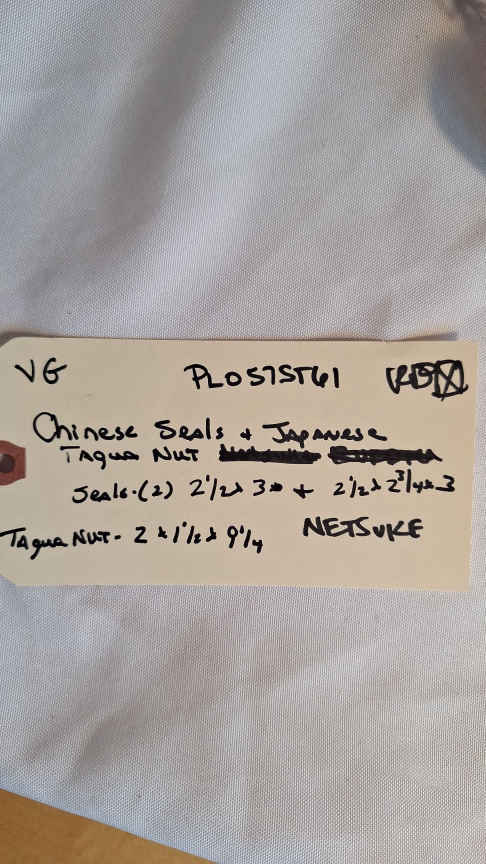 VG PL057ST61
Chinese Seals + Japanese
Tagua Nut
Seals-(2) 2 1/2 x 3 + 2 1/2 x 2 3/4 x 3
Tagua Nut - 2 x 1 1/2 x 9 1/4 NETSUKE